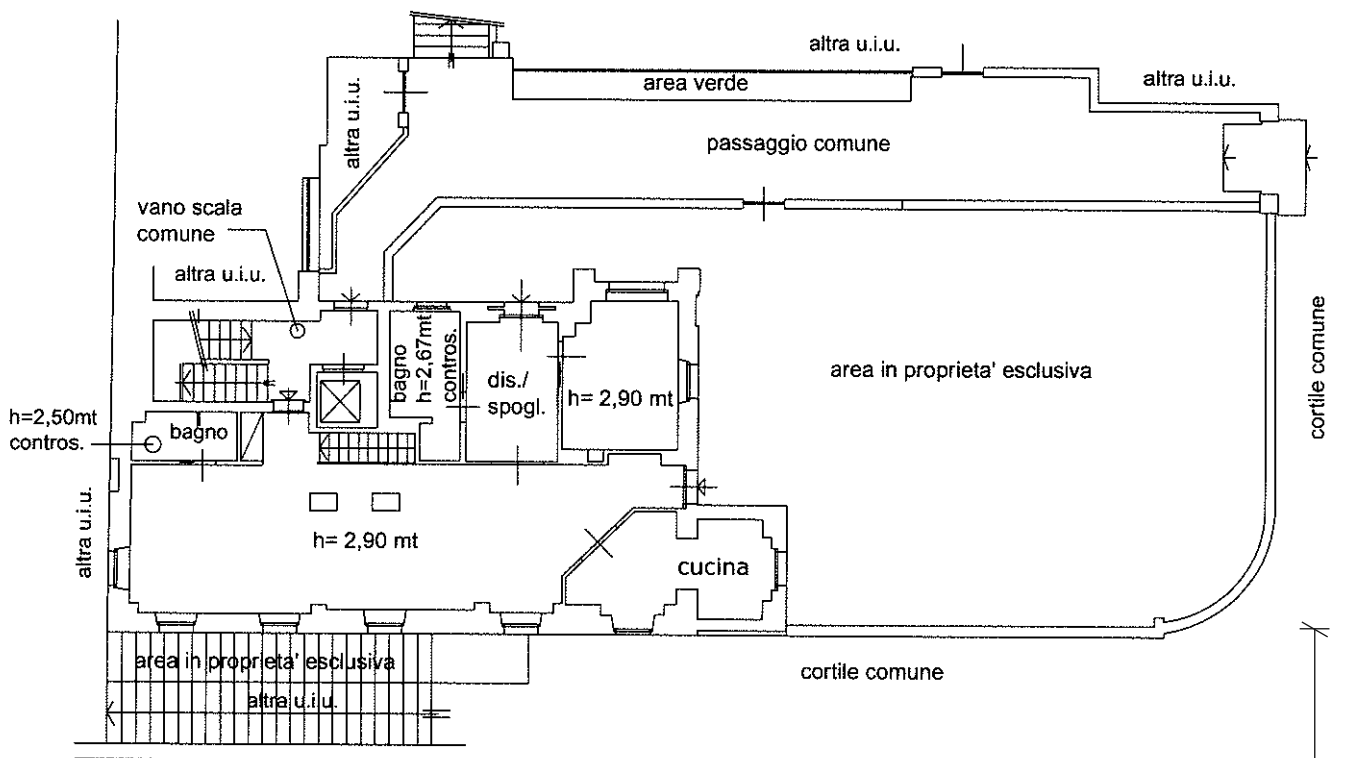 altra u.i.u.
area verde
altra u.i.u.
altra u.i.u.
passaggio comune
vano scala
comune
altra u.i.u.
bagno
h=2,67mt
contros.
dis./
spogl.
h= 2,90 mt
area in proprieta' esclusiva
cortile comune
h=2,50mt
contros.
bagno
altra u.i.u.
h= 2,90 mt
cucina
area in proprieta' esclusiva
altra u.i.u.
cortile comune